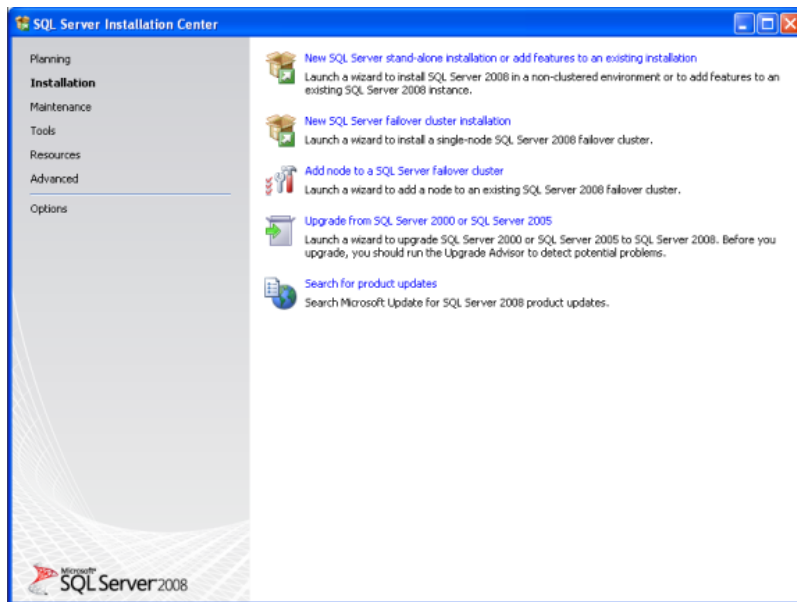 SQL Server Installation Center
Planning
Installation
Maintenance
Tools
Resources
Advanced
Options
New SQL Server stand-alone installation or add features to an existing installation
Launch a wizard to install SQL Server 2008 in a non-clustered environment or to add features to an
existing SQL Server 2008 instance.
New SQL Server failover cluster installation
Launch a wizard to install a single-node SQL Server 2008 failover cluster.
Add node to a SQL Server failover cluster
Launch a wizard to add a node to an existing SQL Server 2008 failover cluster.
Upgrade from SQL Server 2000 or SQL Server 2005
Launch a wizard to upgrade SQL Server 2000 or SQL Server 2005 to SQL Server 2008. Before you
upgrade, you should run the Upgrade Advisor to detect potential problems.
Search for product updates
Search Microsoft Update for SQL Server 2008 product updates.
Microsoft
SQL Server 2008